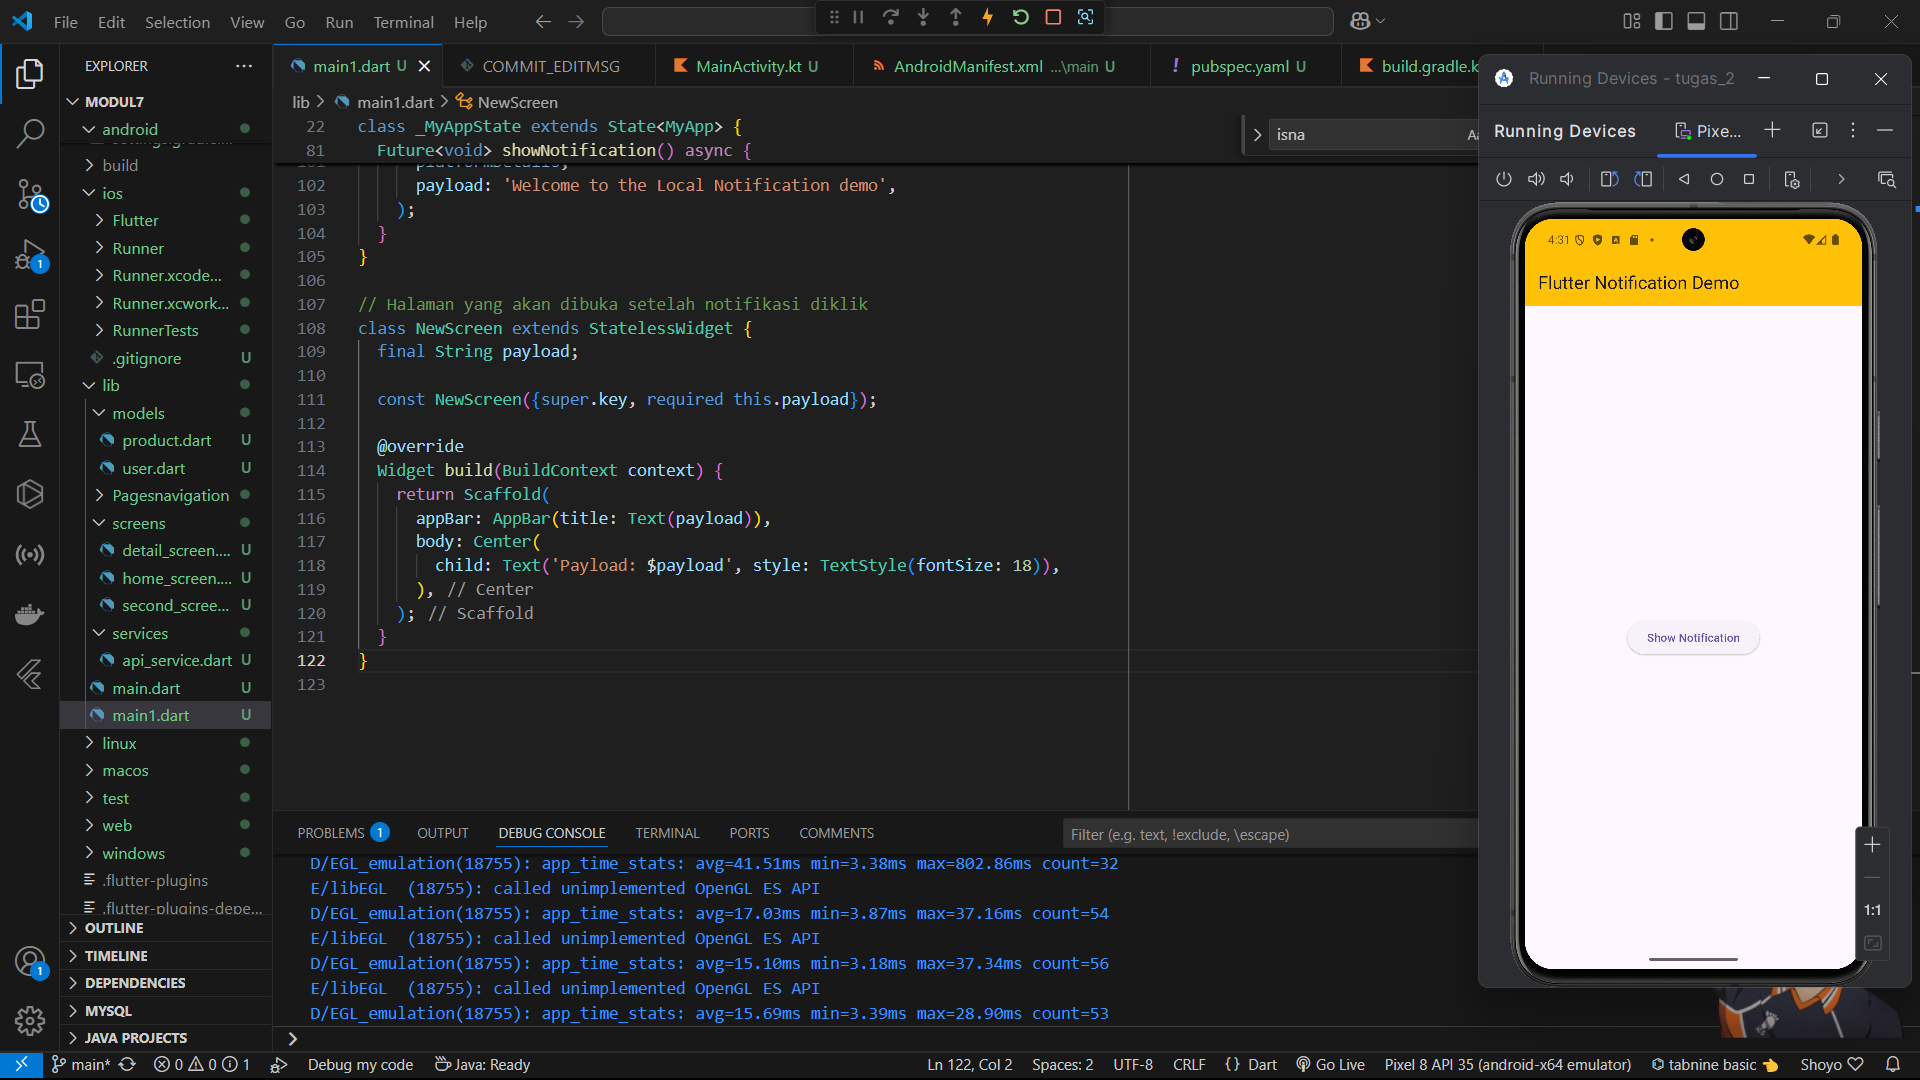 File Edit Selection View Go Run Terminal Help
EXPLORER
MODUL7
android
build
ios
Flutter
Runner
Runner.xcode...
Runner.xcwork...
RunnerTests
.gitignore U
lib
models
product.dart U
user.dart U
Pagesnavigation
screens
detail_screen.... U
home_screen.... U
second_scree... U
services
api_service.dart U
main.dart U
main1.dart U
linux
macos
test
web
windows
.flutter-plugins
.flutter-plugins-depe...
OUTLINE
TIMELINE
DEPENDENCIES
MYSQL
JAVA PROJECTS
1
1
main1.dart U
COMMIT_EDITMSG
MainActivity.kt U
AndroidManifest.xml ...\main U
pubspec.yaml U
build.gradle.k
lib > main1.dart > NewScreen
isna
22 class _MyAppState extends State<MyApp> {
81 Future<void> showNotification() async {
102 payload: 'Welcome to the Local Notification demo',
103 );
104 }
105 }
106
107 // Halaman yang akan dibuka setelah notifikasi diklik
108 class NewScreen extends StatelessWidget {
109 final String payload;
110
111 const NewScreen({super.key, required this.payload});
112
113 @override
114 Widget build(BuildContext context) {
115 return Scaffold(
116 appBar: AppBar(title: Text(payload)),
117 body: Center(
118 child: Text('Payload: $payload', style: TextStyle(fontSize: 18)),
119 ), // Center
120 ); // Scaffold
121 }
122 }
123
PROBLEMS 1 OUTPUT DEBUG CONSOLE TERMINAL PORTS COMMENTS
Filter (e.g. text, !exclude, \escape)
D/EGL_emulation(18755): app_time_stats: avg=41.51ms min=3.38ms max=802.86ms count=32
E/libEGL (18755): called unimplemented OpenGL ES API
D/EGL_emulation(18755): app_time_stats: avg=17.03ms min=3.87ms max=37.16ms count=54
E/libEGL (18755): called unimplemented OpenGL ES API
D/EGL_emulation(18755): app_time_stats: avg=15.10ms min=3.18ms max=37.34ms count=56
E/libEGL (18755): called unimplemented OpenGL ES API
D/EGL_emulation(18755): app_time_stats: avg=15.69ms min=3.39ms max=28.90ms count=53
Running Devices - tugas_2
Running Devices
Pixe...
4:31
Flutter Notification Demo
Show Notification
1:1
main* 0 0 1 Debug my code Java: Ready
Ln 122, Col 2 Spaces: 2 UTF-8 CRLF {} Dart Go Live Pixel 8 API 35 (android-x64 emulator) tabnine basic Shoyo